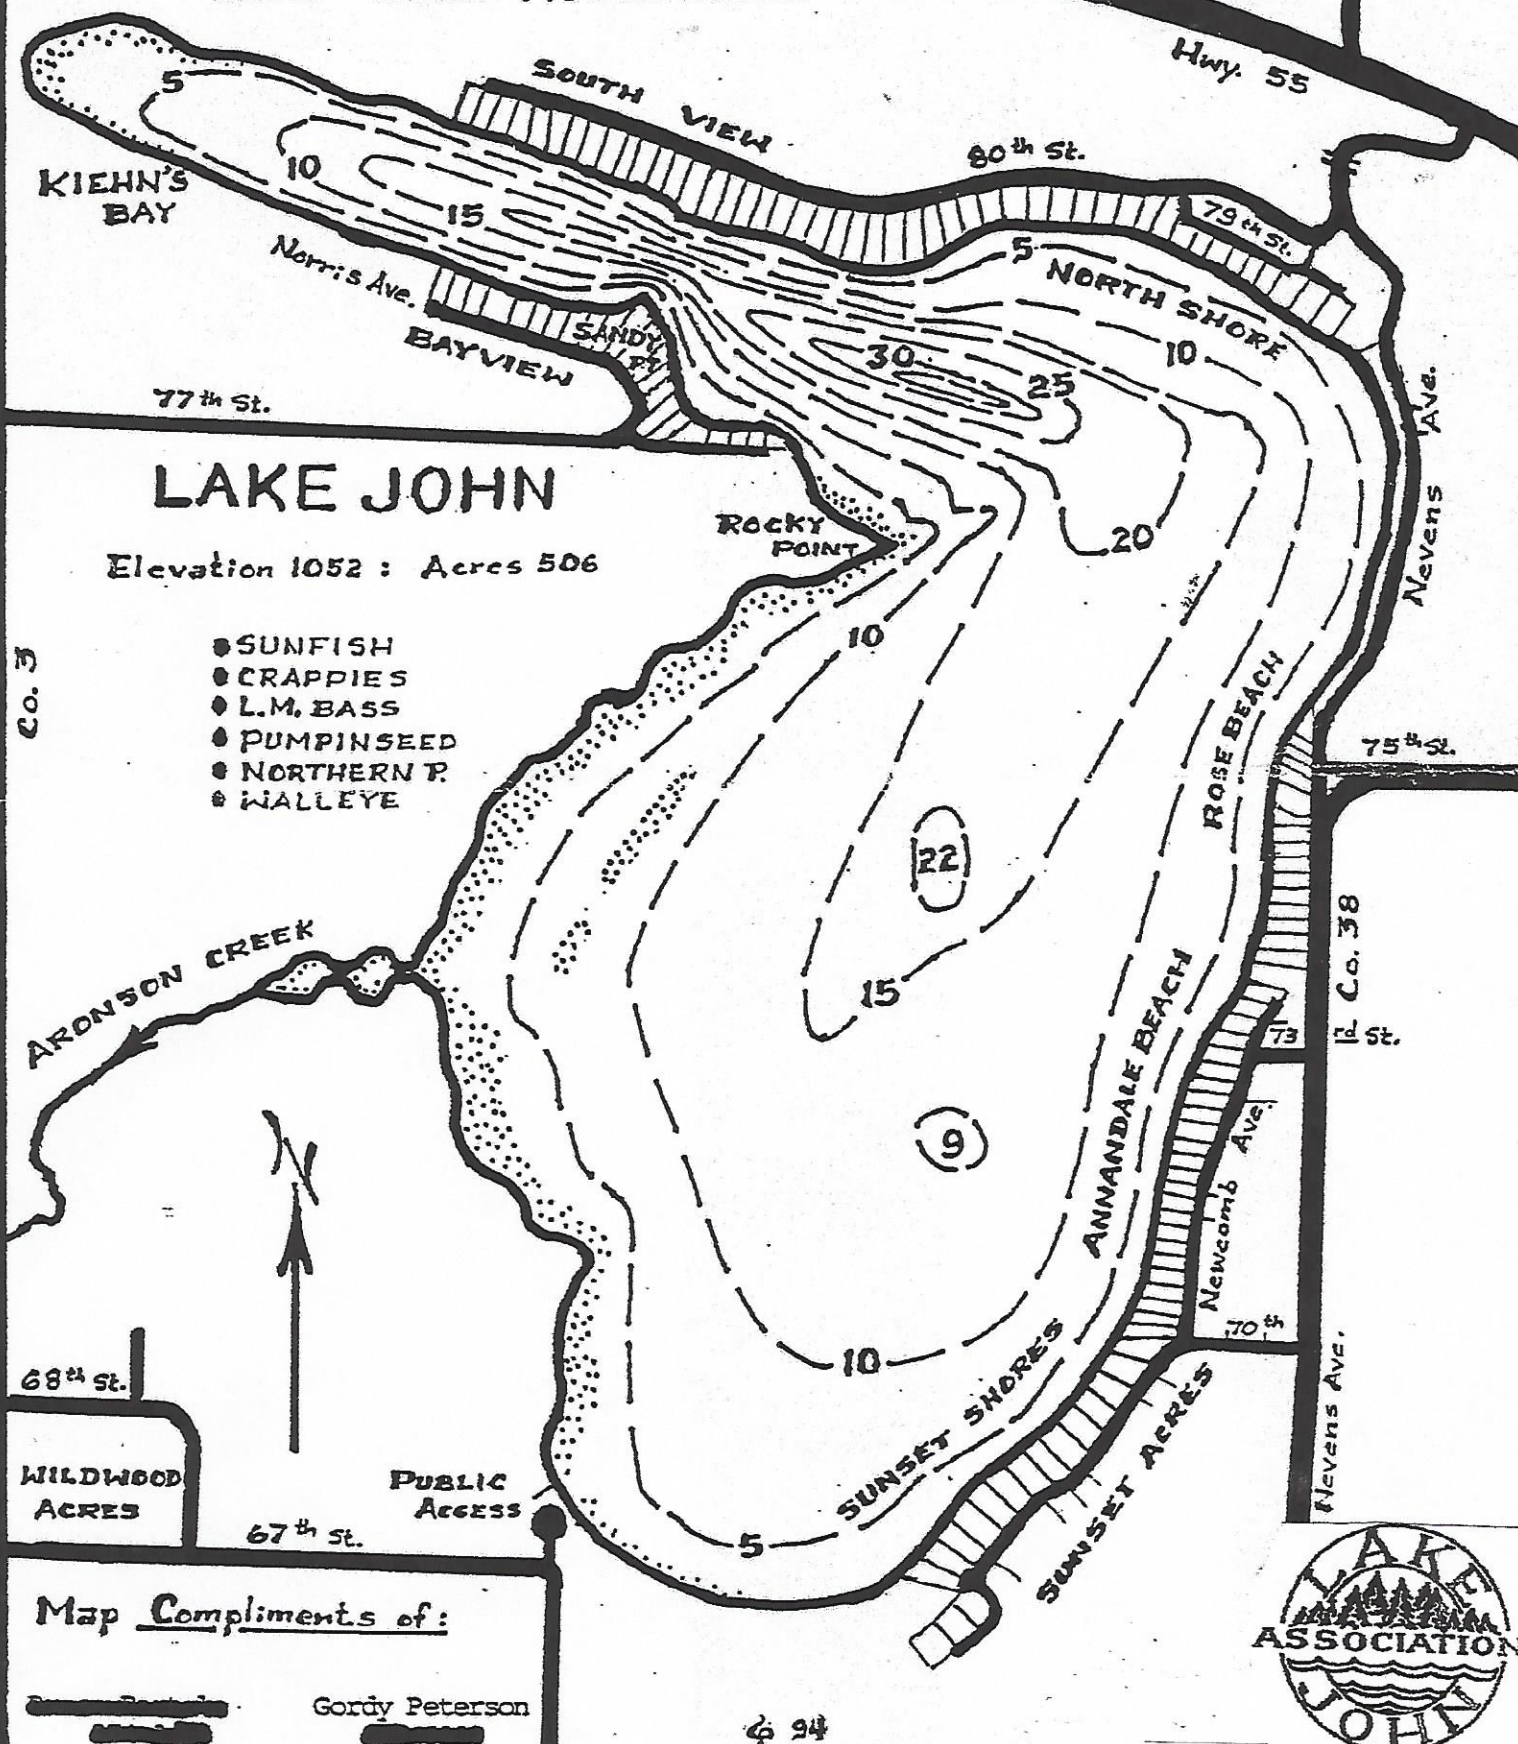 Hwy. 55
SOUTH VIEW
80th St.
79th St.
5
KIEHN'S
BAY
10
15
5
NORTH SHORE
Norris Ave.
SANDY
PT.
BAYVIEW
30
25
10
77th St.
Nevens Ave.
LAKE JOHN
ROCKY
POINT
20
Elevation 1052 : Acres 506
10
SUNFISH
CRAPPIES
L.M. BASS
PUMPINSEED
NORTHERN P.
WALLEYE
Co. 3
ROSE BEACH
75th St.
22
ARONSON CREEK
15
Co. 38
73 rd St.
ANNANDALE BEACH
N
9
Newcomb Ave.
70th
10
68th St.
SUNSET SHORES
Nevens Ave.
WILDWOOD
ACRES
PUBLIC
ACCESS
SUNSET ACRES
67th St.
5
Map Compliments of:
Gordy Peterson
Co 94
LAKE
ASSOCIATION
JOHN